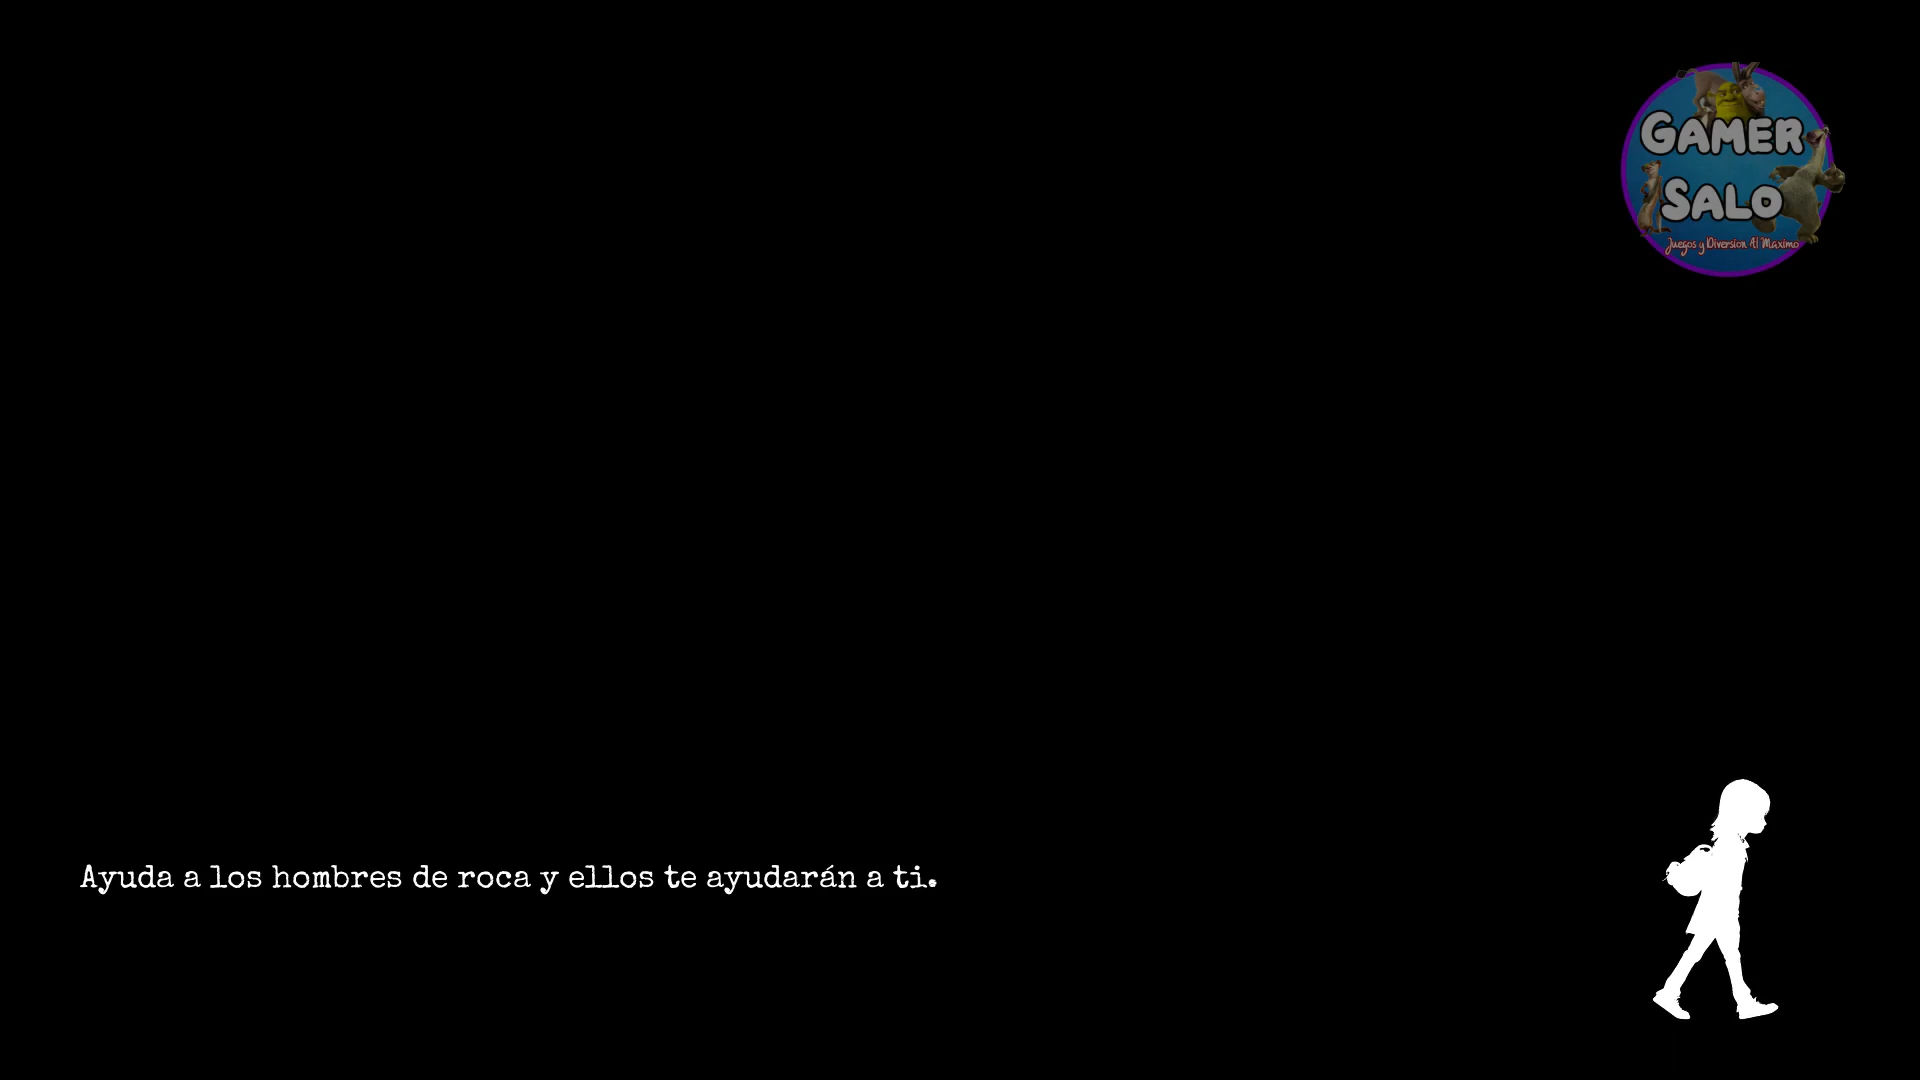 GAMER
SALO
Juegos y Diversion Al Maximo
Ayuda a los hombres de roca y ellos te ayudarán a ti.